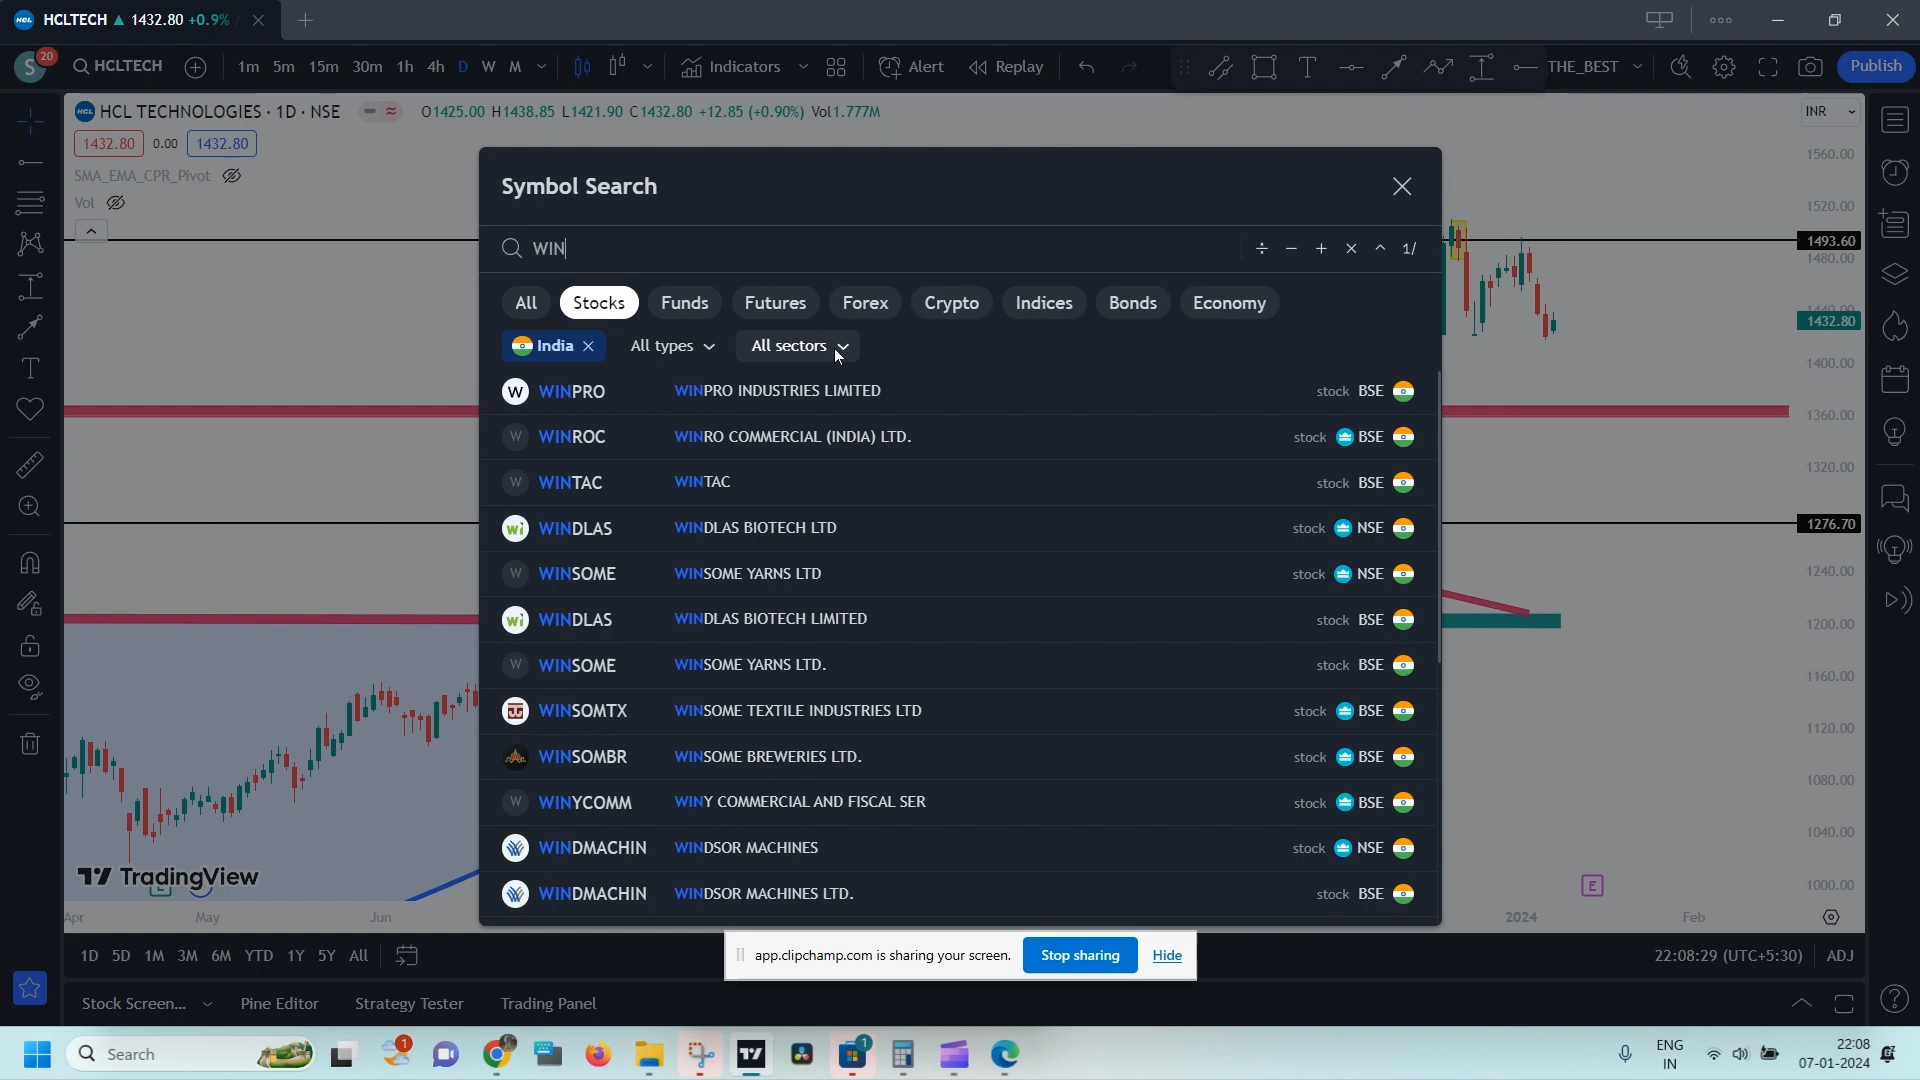 HCLTECH ▲ 1432.80 +0.9% /
S 20 HCLTECH 1m 5m 15m 30m 1h 4h D W M Indicators Alert Replay THE_BEST Publish
HCL TECHNOLOGIES · 1D · NSE O1425.00 H1438.85 L1421.90 C1432.80 +12.85 (+0.90%) Vol1.777M INR
1432.80 0.00 1432.80
SMA_EMA_CPR_Pivot
Vol
Symbol Search
WIN ÷ − + × ^ 1/
All Stocks Funds Futures Forex Crypto Indices Bonds Economy
India × All types All sectors
W WINPRO WINPRO INDUSTRIES LIMITED stock BSE
W WINROC WINRO COMMERCIAL (INDIA) LTD. stock BSE
W WINTAC WINTAC stock BSE
wi WINDLAS WINDLAS BIOTECH LTD stock NSE
W WINSOME WINSOME YARNS LTD stock NSE
wi WINDLAS WINDLAS BIOTECH LIMITED stock BSE
W WINSOME WINSOME YARNS LTD. stock BSE
WINSOMTX WINSOME TEXTILE INDUSTRIES LTD stock BSE
WINSOMBR WINSOME BREWERIES LTD. stock BSE
W WINYCOMM WINY COMMERCIAL AND FISCAL SER stock BSE
WINDMACHIN WINDSOR MACHINES stock NSE
WINDMACHIN WINDSOR MACHINES LTD. stock BSE
1560.00
1520.00
1493.60
1480.00
1440.00
1432.80
1400.00
1360.00
1320.00
1276.70
1240.00
1200.00
1160.00
1120.00
1080.00
1040.00
1000.00
TradingView
E
E
Apr May Jun 2024 Feb
app.clipchamp.com is sharing your screen. Stop sharing Hide
1D 5D 1M 3M 6M YTD 1Y 5Y All 22:08:29 (UTC+5:30) ADJ
Stock Screen... Pine Editor Strategy Tester Trading Panel
Search 1 1 ENG
IN
22:08
07-01-2024